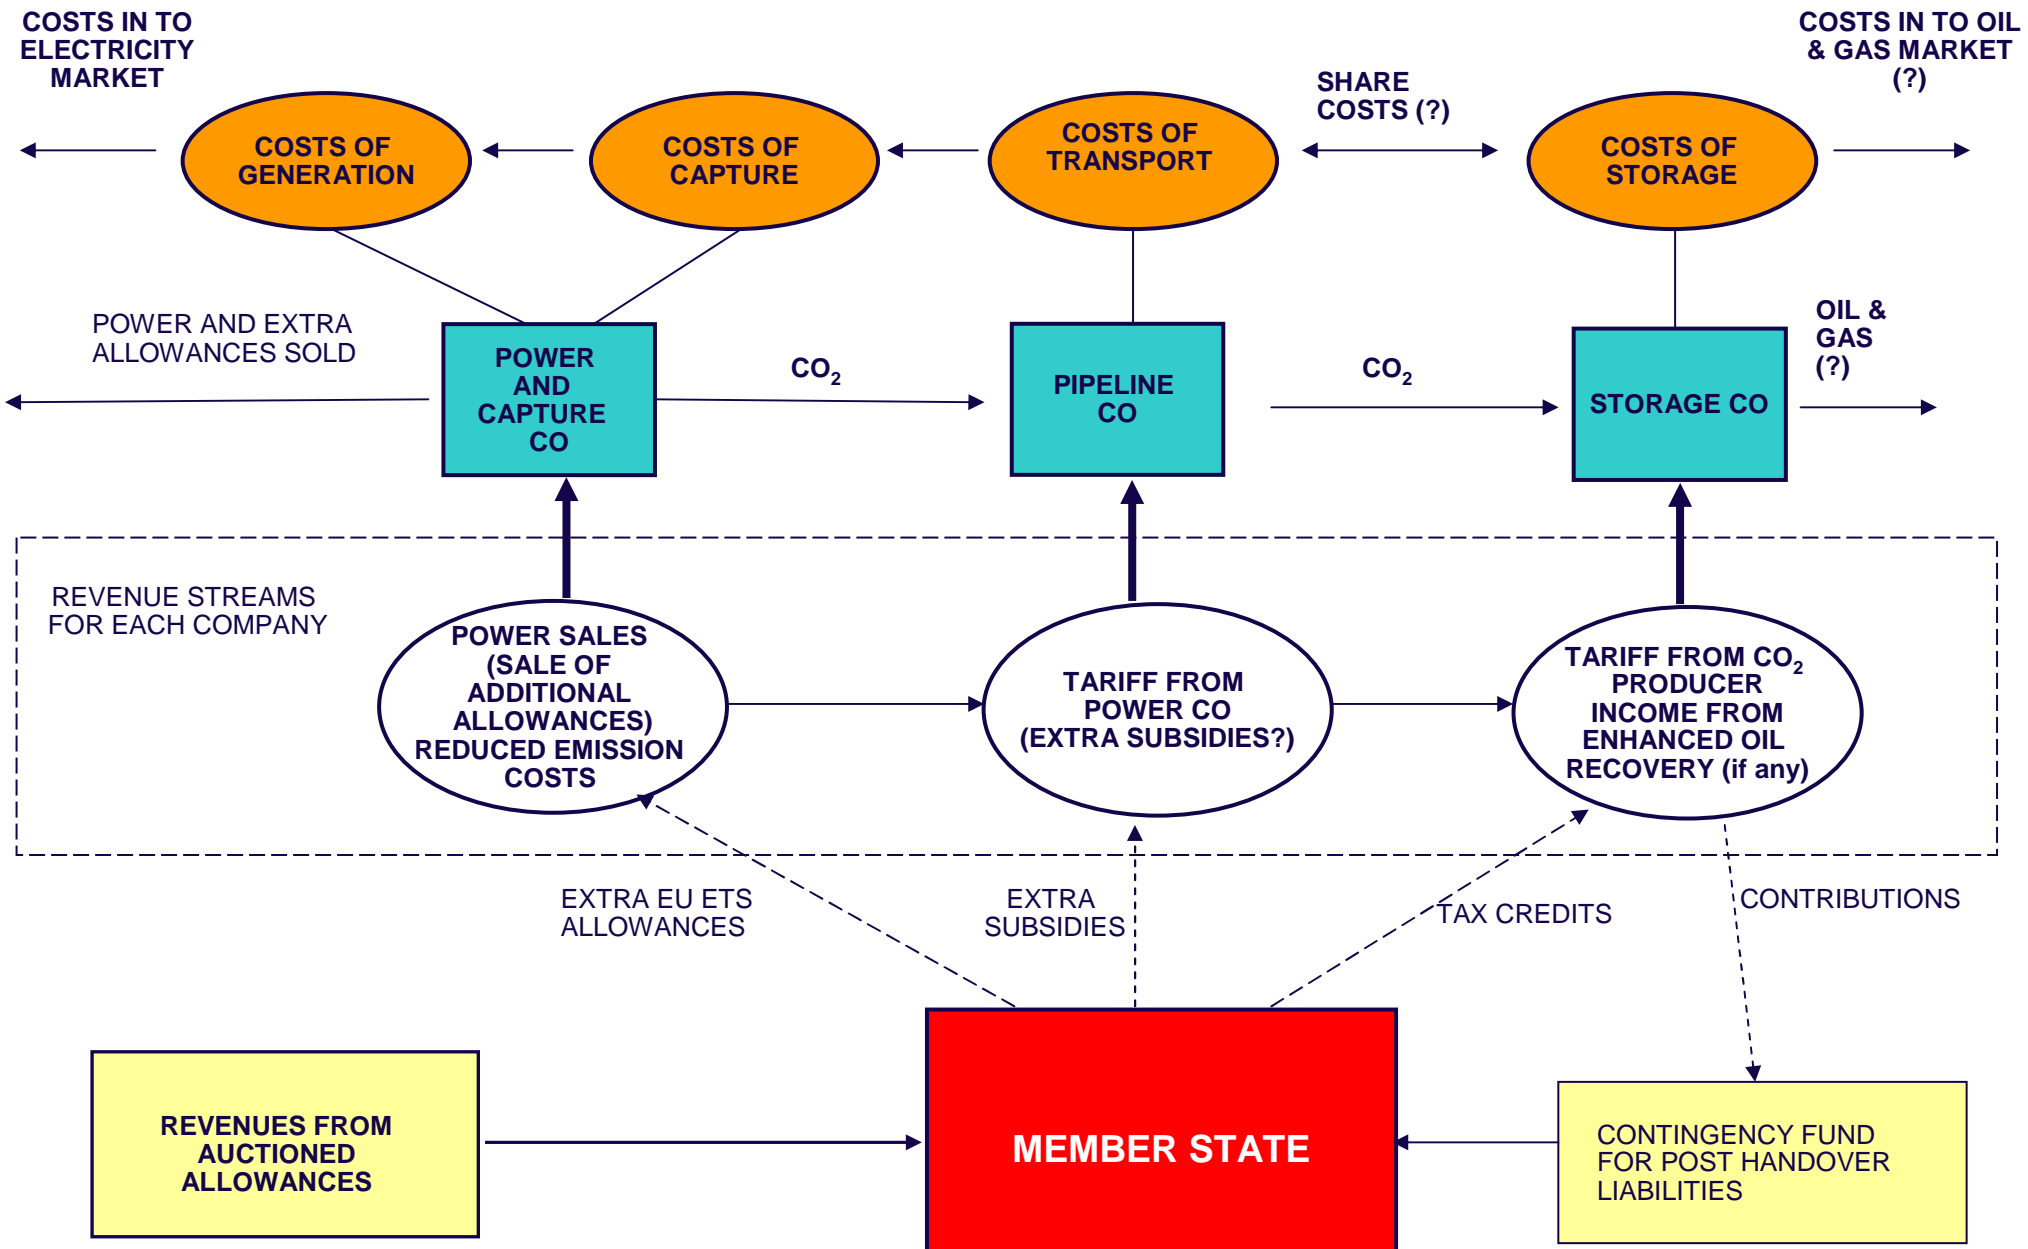 COSTS IN TO
ELECTRICITY
MARKET
COSTS IN TO OIL
& GAS MARKET
(?)
SHARE
COSTS (?)
COSTS OF
GENERATION
COSTS OF
CAPTURE
COSTS OF
TRANSPORT
COSTS OF
STORAGE
POWER AND EXTRA
ALLOWANCES SOLD
POWER
AND
CAPTURE
CO
CO₂
PIPELINE
CO
CO₂
STORAGE CO
OIL &
GAS
(?)
REVENUE STREAMS
FOR EACH COMPANY
POWER SALES
(SALE OF
ADDITIONAL
ALLOWANCES)
REDUCED EMISSION
COSTS
TARIFF FROM
POWER CO
(EXTRA SUBSIDIES?)
TARIFF FROM CO₂
PRODUCER
INCOME FROM
ENHANCED OIL
RECOVERY (if any)
EXTRA EU ETS
ALLOWANCES
EXTRA
SUBSIDIES
TAX CREDITS
CONTRIBUTIONS
REVENUES FROM
AUCTIONED
ALLOWANCES
MEMBER STATE
CONTINGENCY FUND
FOR POST HANDOVER
LIABILITIES